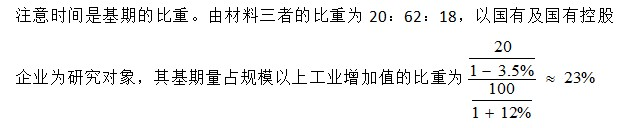 注意时间是基期的比重。由材料三者的比重为 20：62：18，以国有及国有控股
企业为研究对象，其基期量占规模以上工业增加值的比重为 \frac{\frac{20}{1 − 3.5%}}{\frac{100}{1 + 12%}} ≈ 23%